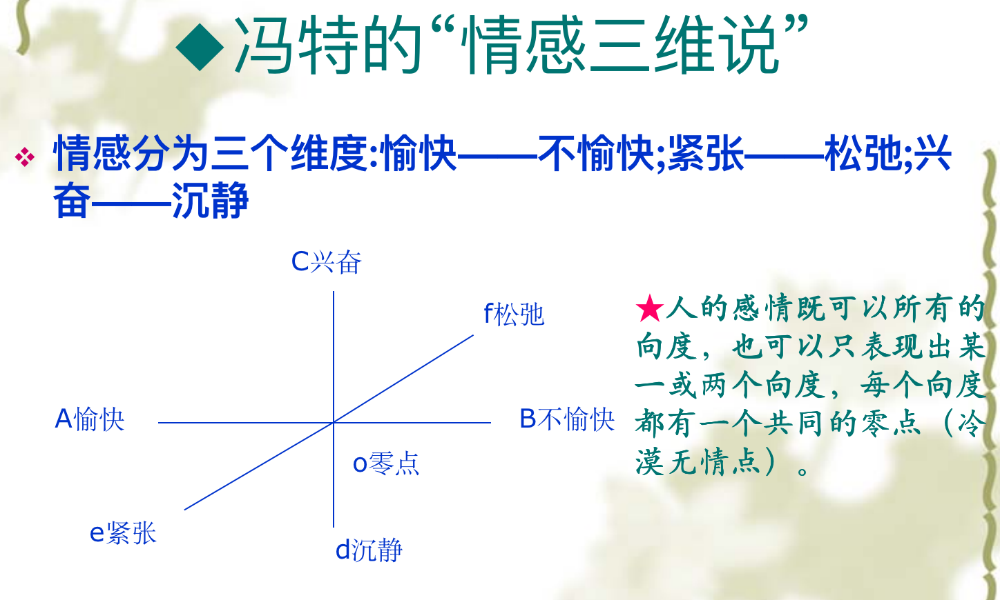 ◆冯特的“情感三维说”
情感分为三个维度:愉快——不愉快;紧张——松弛;兴
奋——沉静
C兴奋
f松弛
A愉快
B不愉快
o零点
e紧张
d沉静
★人的感情既可以所有的
向度，也可以只表现出某
一或两个向度，每个向度
都有一个共同的零点（冷
漠无情点）。